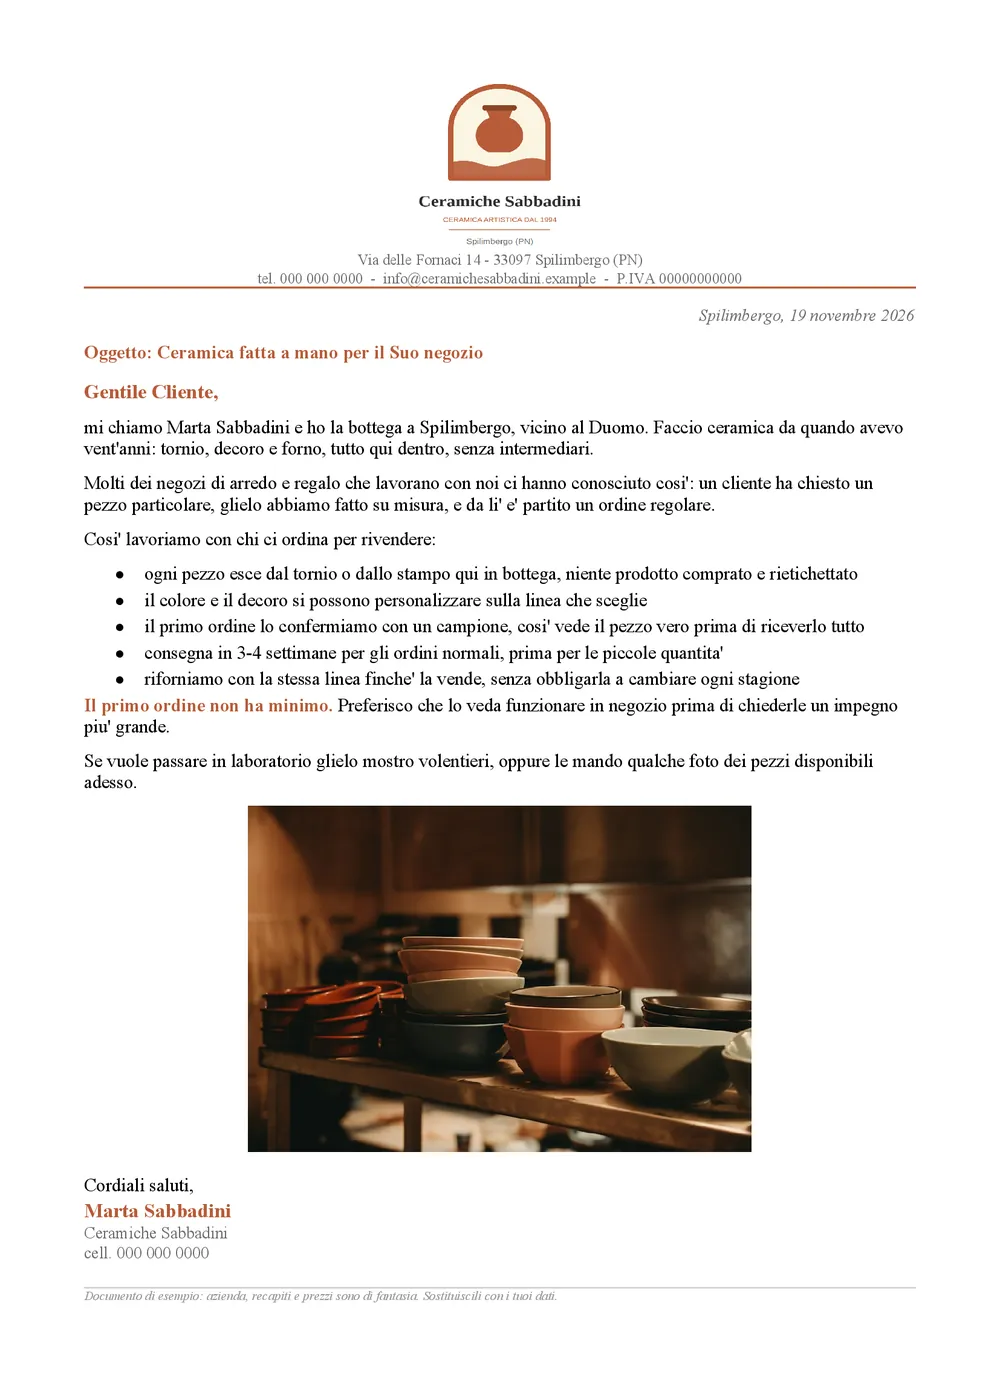 Ceramiche Sabbadini
CERAMICA ARTISTICA DAL 1994
Spilimbergo (PN)
Via delle Fornaci 14 - 33097 Spilimbergo (PN)
tel. 000 000 0000 - info@ceramichesabbadini.example - P.IVA 00000000000
Spilimbergo, 19 novembre 2026
Oggetto: Ceramica fatta a mano per il Suo negozio
Gentile Cliente,
mi chiamo Marta Sabbadini e ho la bottega a Spilimbergo, vicino al Duomo. Faccio ceramica da quando avevo
vent'anni: tornio, decoro e forno, tutto qui dentro, senza intermediari.
Molti dei negozi di arredo e regalo che lavorano con noi ci hanno conosciuto cosi': un cliente ha chiesto un
pezzo particolare, glielo abbiamo fatto su misura, e da li' e' partito un ordine regolare.
Cosi' lavoriamo con chi ci ordina per rivendere:
● ogni pezzo esce dal tornio o dallo stampo qui in bottega, niente prodotto comprato e rietichettato
● il colore e il decoro si possono personalizzare sulla linea che sceglie
● il primo ordine lo confermiamo con un campione, cosi' vede il pezzo vero prima di riceverlo tutto
● consegna in 3-4 settimane per gli ordini normali, prima per le piccole quantita'
● riforniamo con la stessa linea finche' la vende, senza obbligarla a cambiare ogni stagione
Il primo ordine non ha minimo. Preferisco che lo veda funzionare in negozio prima di chiederle un impegno
piu' grande.
Se vuole passare in laboratorio glielo mostro volentieri, oppure le mando qualche foto dei pezzi disponibili
adesso.
Cordiali saluti,
Marta Sabbadini
Ceramiche Sabbadini
cell. 000 000 0000
Documento di esempio: azienda, recapiti e prezzi sono di fantasia. Sostituiscili con i tuoi dati.